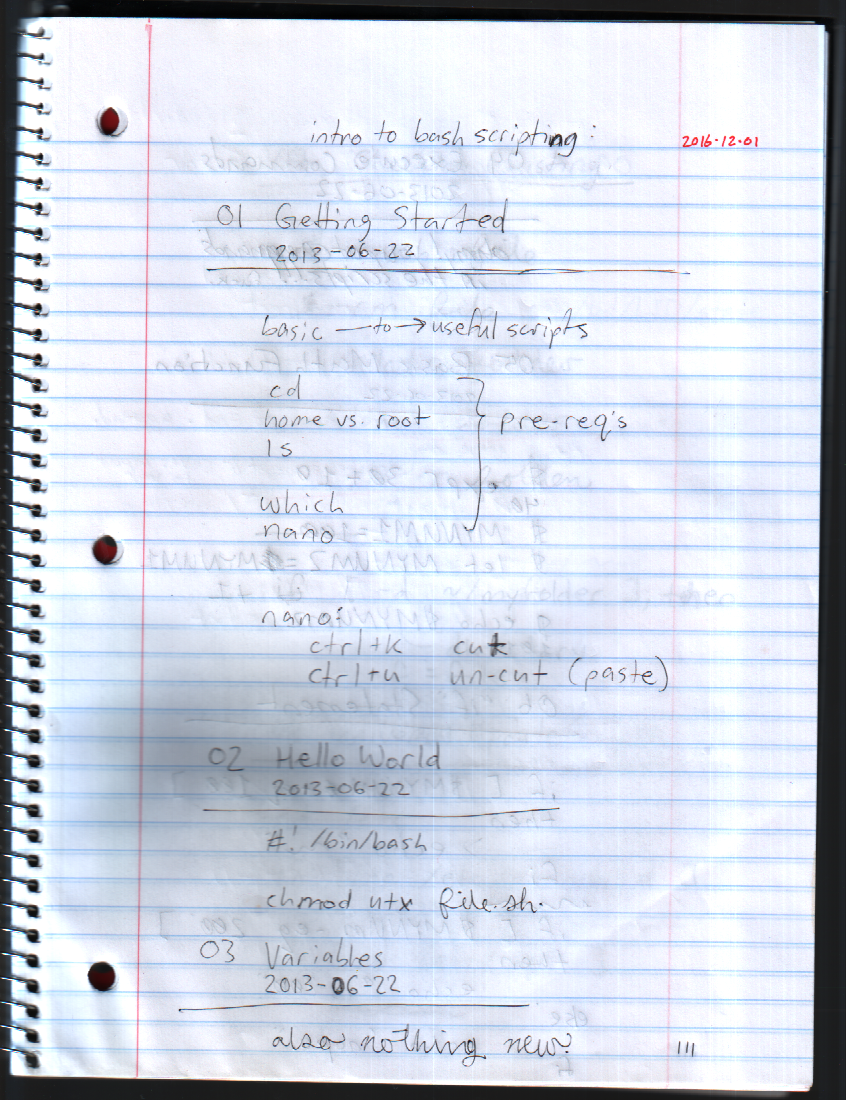 intro to bash scripting:
2016.12.01
01 Getting Started
2013-06-22
basic —to→ useful scripts
cd
home vs. root
ls
pre-req's
which
nano
nano:
ctrl+k cut
ctrl+u un-cut (paste)
02 Hello World
2013-06-22
#!/bin/bash
chmod u+x file.sh.
03 Variables
2013-06-22
also nothing new?
111